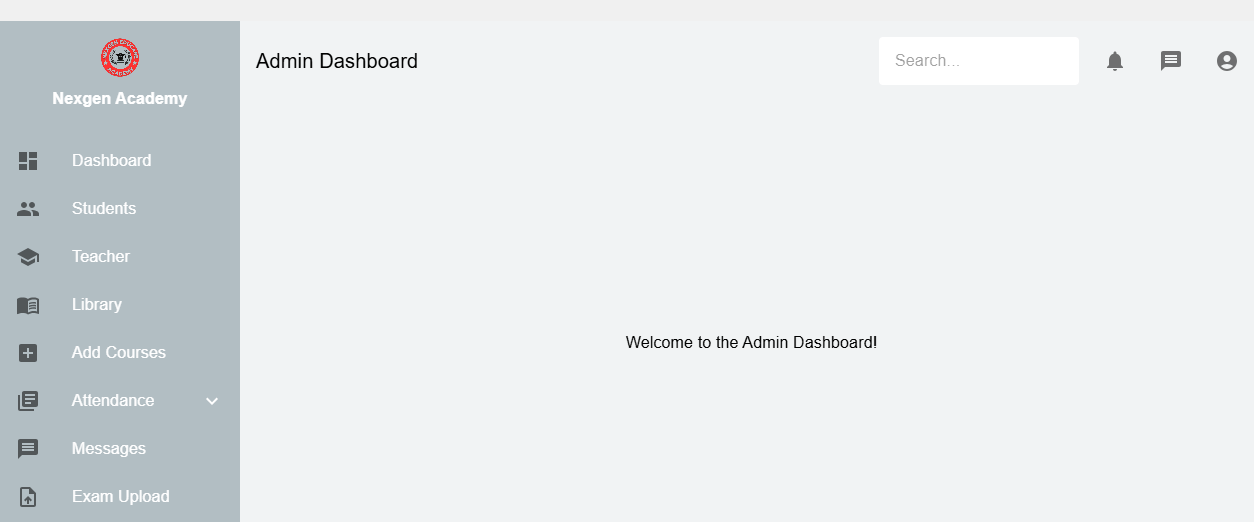 Nexgen Academy
Dashboard
Students
Teacher
Library
Add Courses
Attendance
Messages
Exam Upload
Admin Dashboard
Search...
Welcome to the Admin Dashboard!